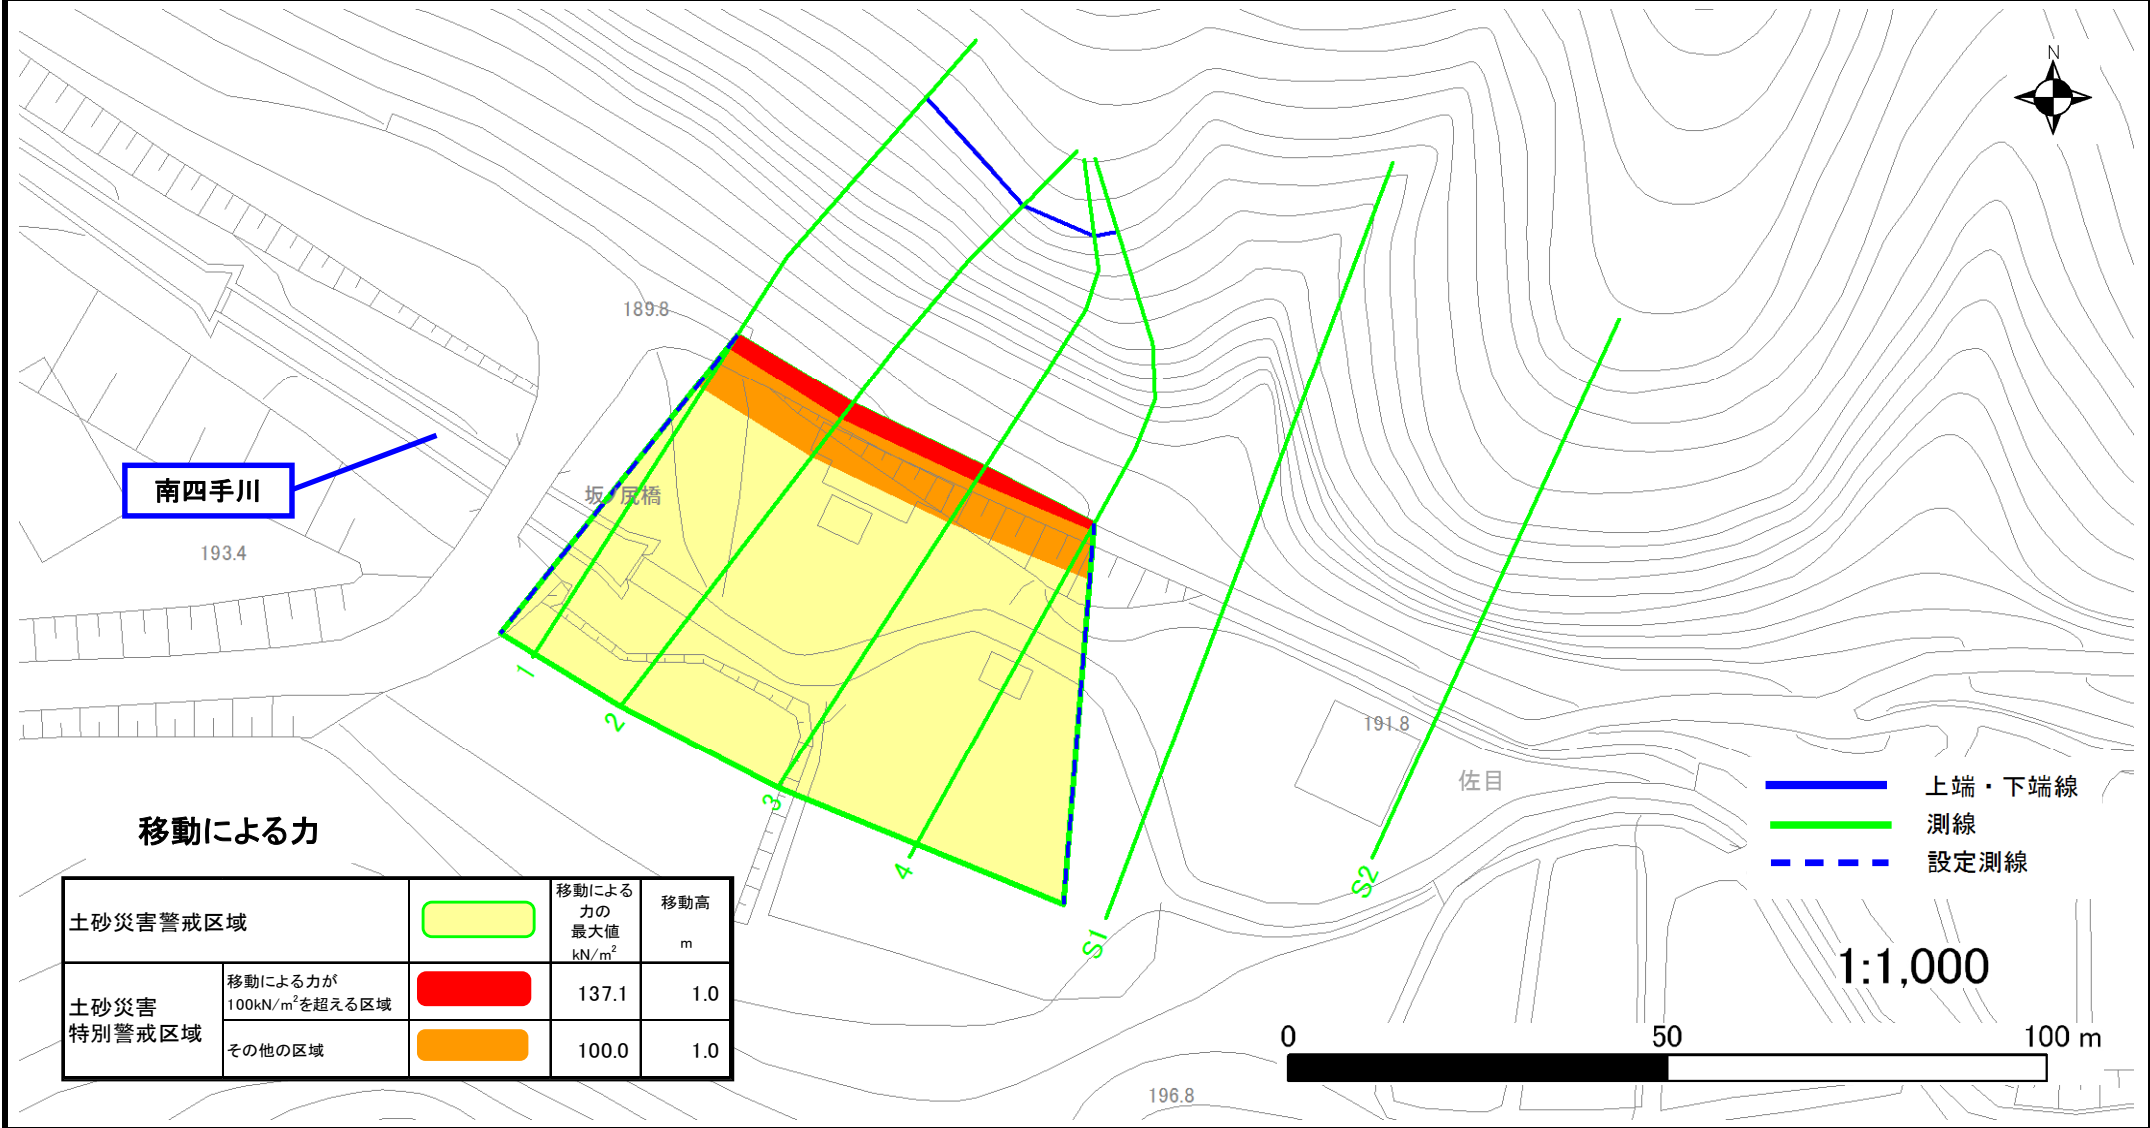 N
189.8
坂ノ尻橋
南四手川
193.4
1
2
3
4
S1
S2
191.8
佐目
上端・下端線
測線
設定測線
移動による力
土砂災害警戒区域
移動による
力の
最大値
kN/m²
移動高
m
土砂災害
特別警戒区域
移動による力が
100kN/m²を超える区域
137.1
1.0
その他の区域
100.0
1.0
1:1,000
0
50
100 m
196.8